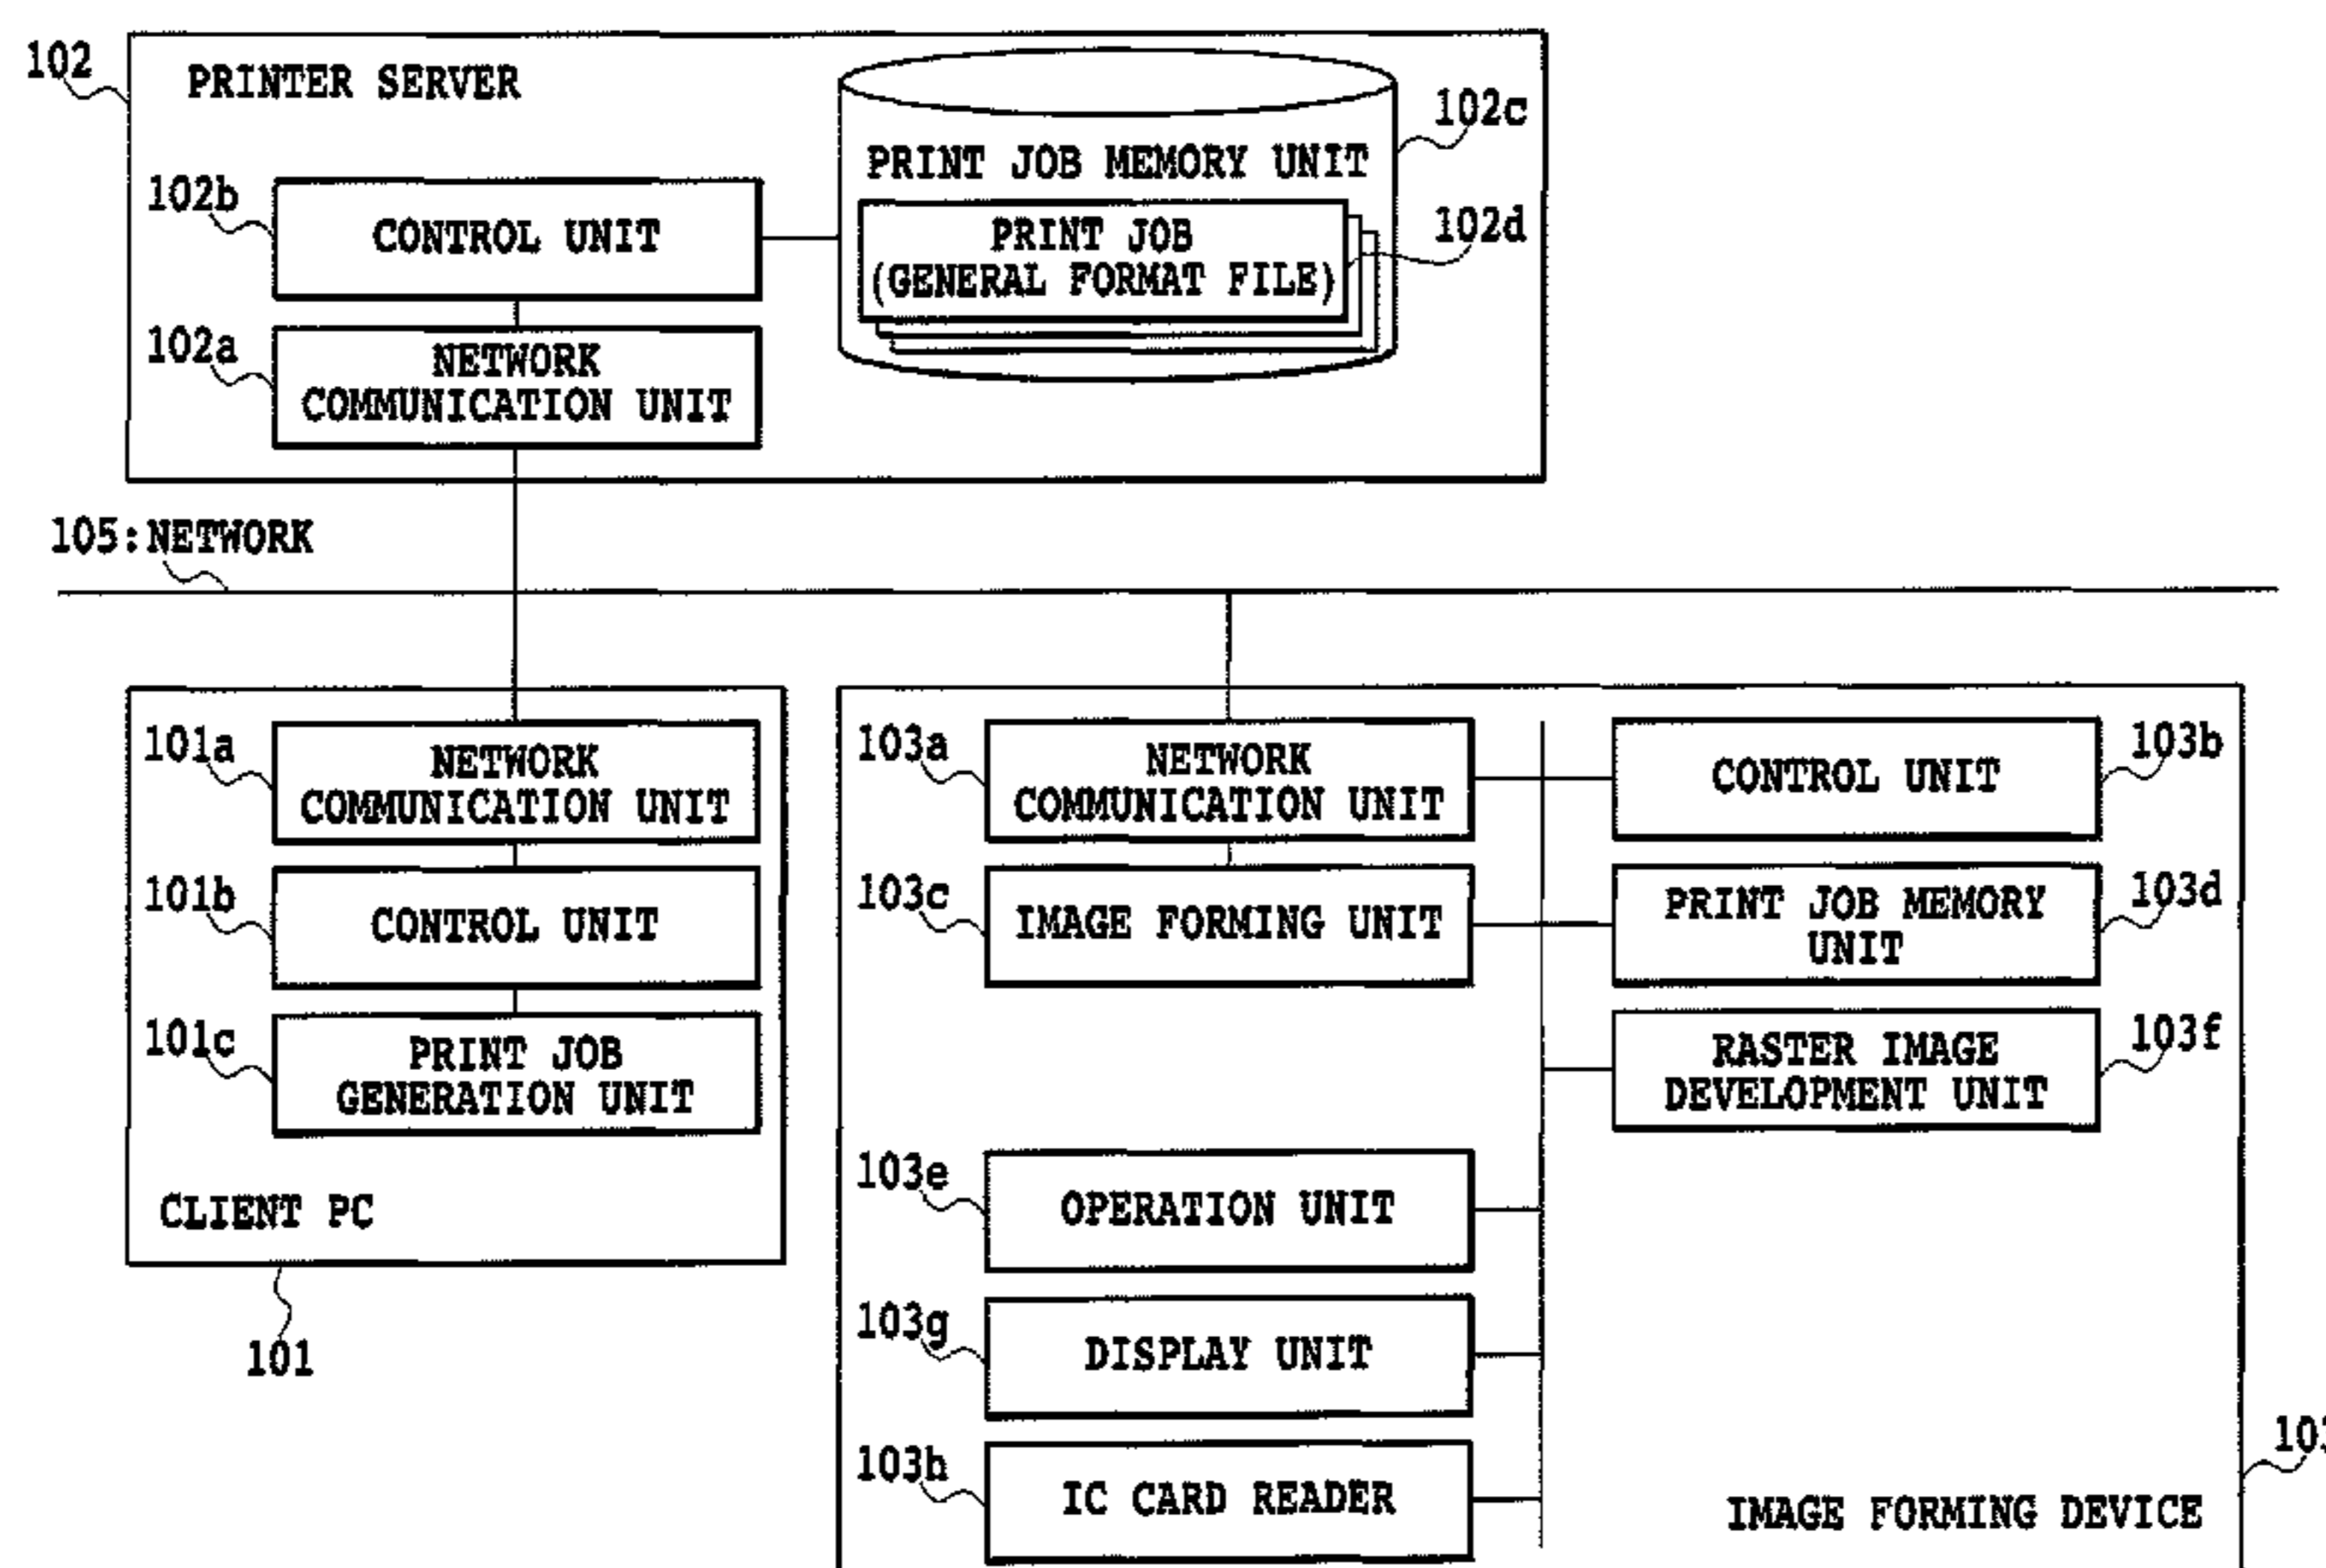 102
PRINTER SERVER
102c
PRINT JOB MEMORY UNIT
102b
CONTROL UNIT
PRINT JOB
(GENERAL FORMAT FILE)
102d
102a
NETWORK
COMMUNICATION UNIT
105:NETWORK
101a
NETWORK
COMMUNICATION UNIT
101b
CONTROL UNIT
101c
PRINT JOB
GENERATION UNIT
CLIENT PC
101
103a
NETWORK
COMMUNICATION UNIT
103b
CONTROL UNIT
103c
IMAGE FORMING UNIT
103d
PRINT JOB MEMORY
UNIT
103f
RASTER IMAGE
DEVELOPMENT UNIT
103e
OPERATION UNIT
103g
DISPLAY UNIT
103h
IC CARD READER
IMAGE FORMING DEVICE